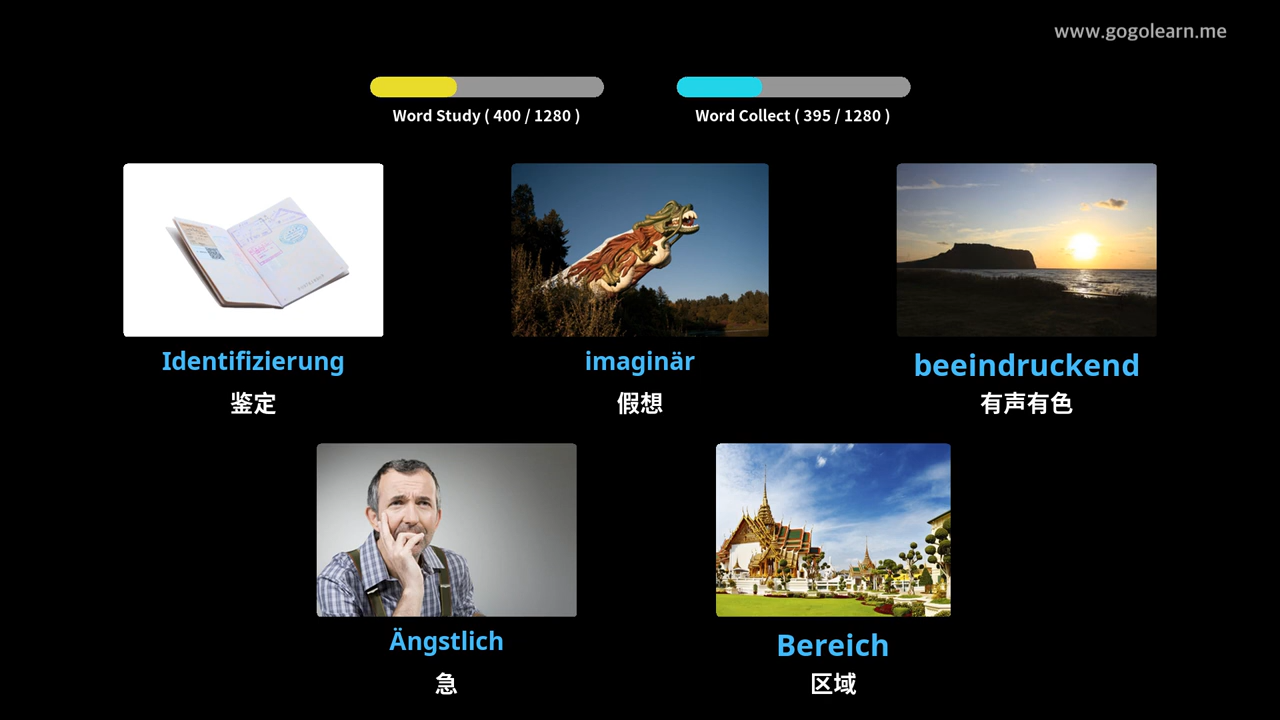 www.gogolearn.me
Word Study ( 400 / 1280 )
Word Collect ( 395 / 1280 )
Identifizierung
鉴定
imaginär
假想
beeindruckend
有声有色
Ängstlich
急
Bereich
区域